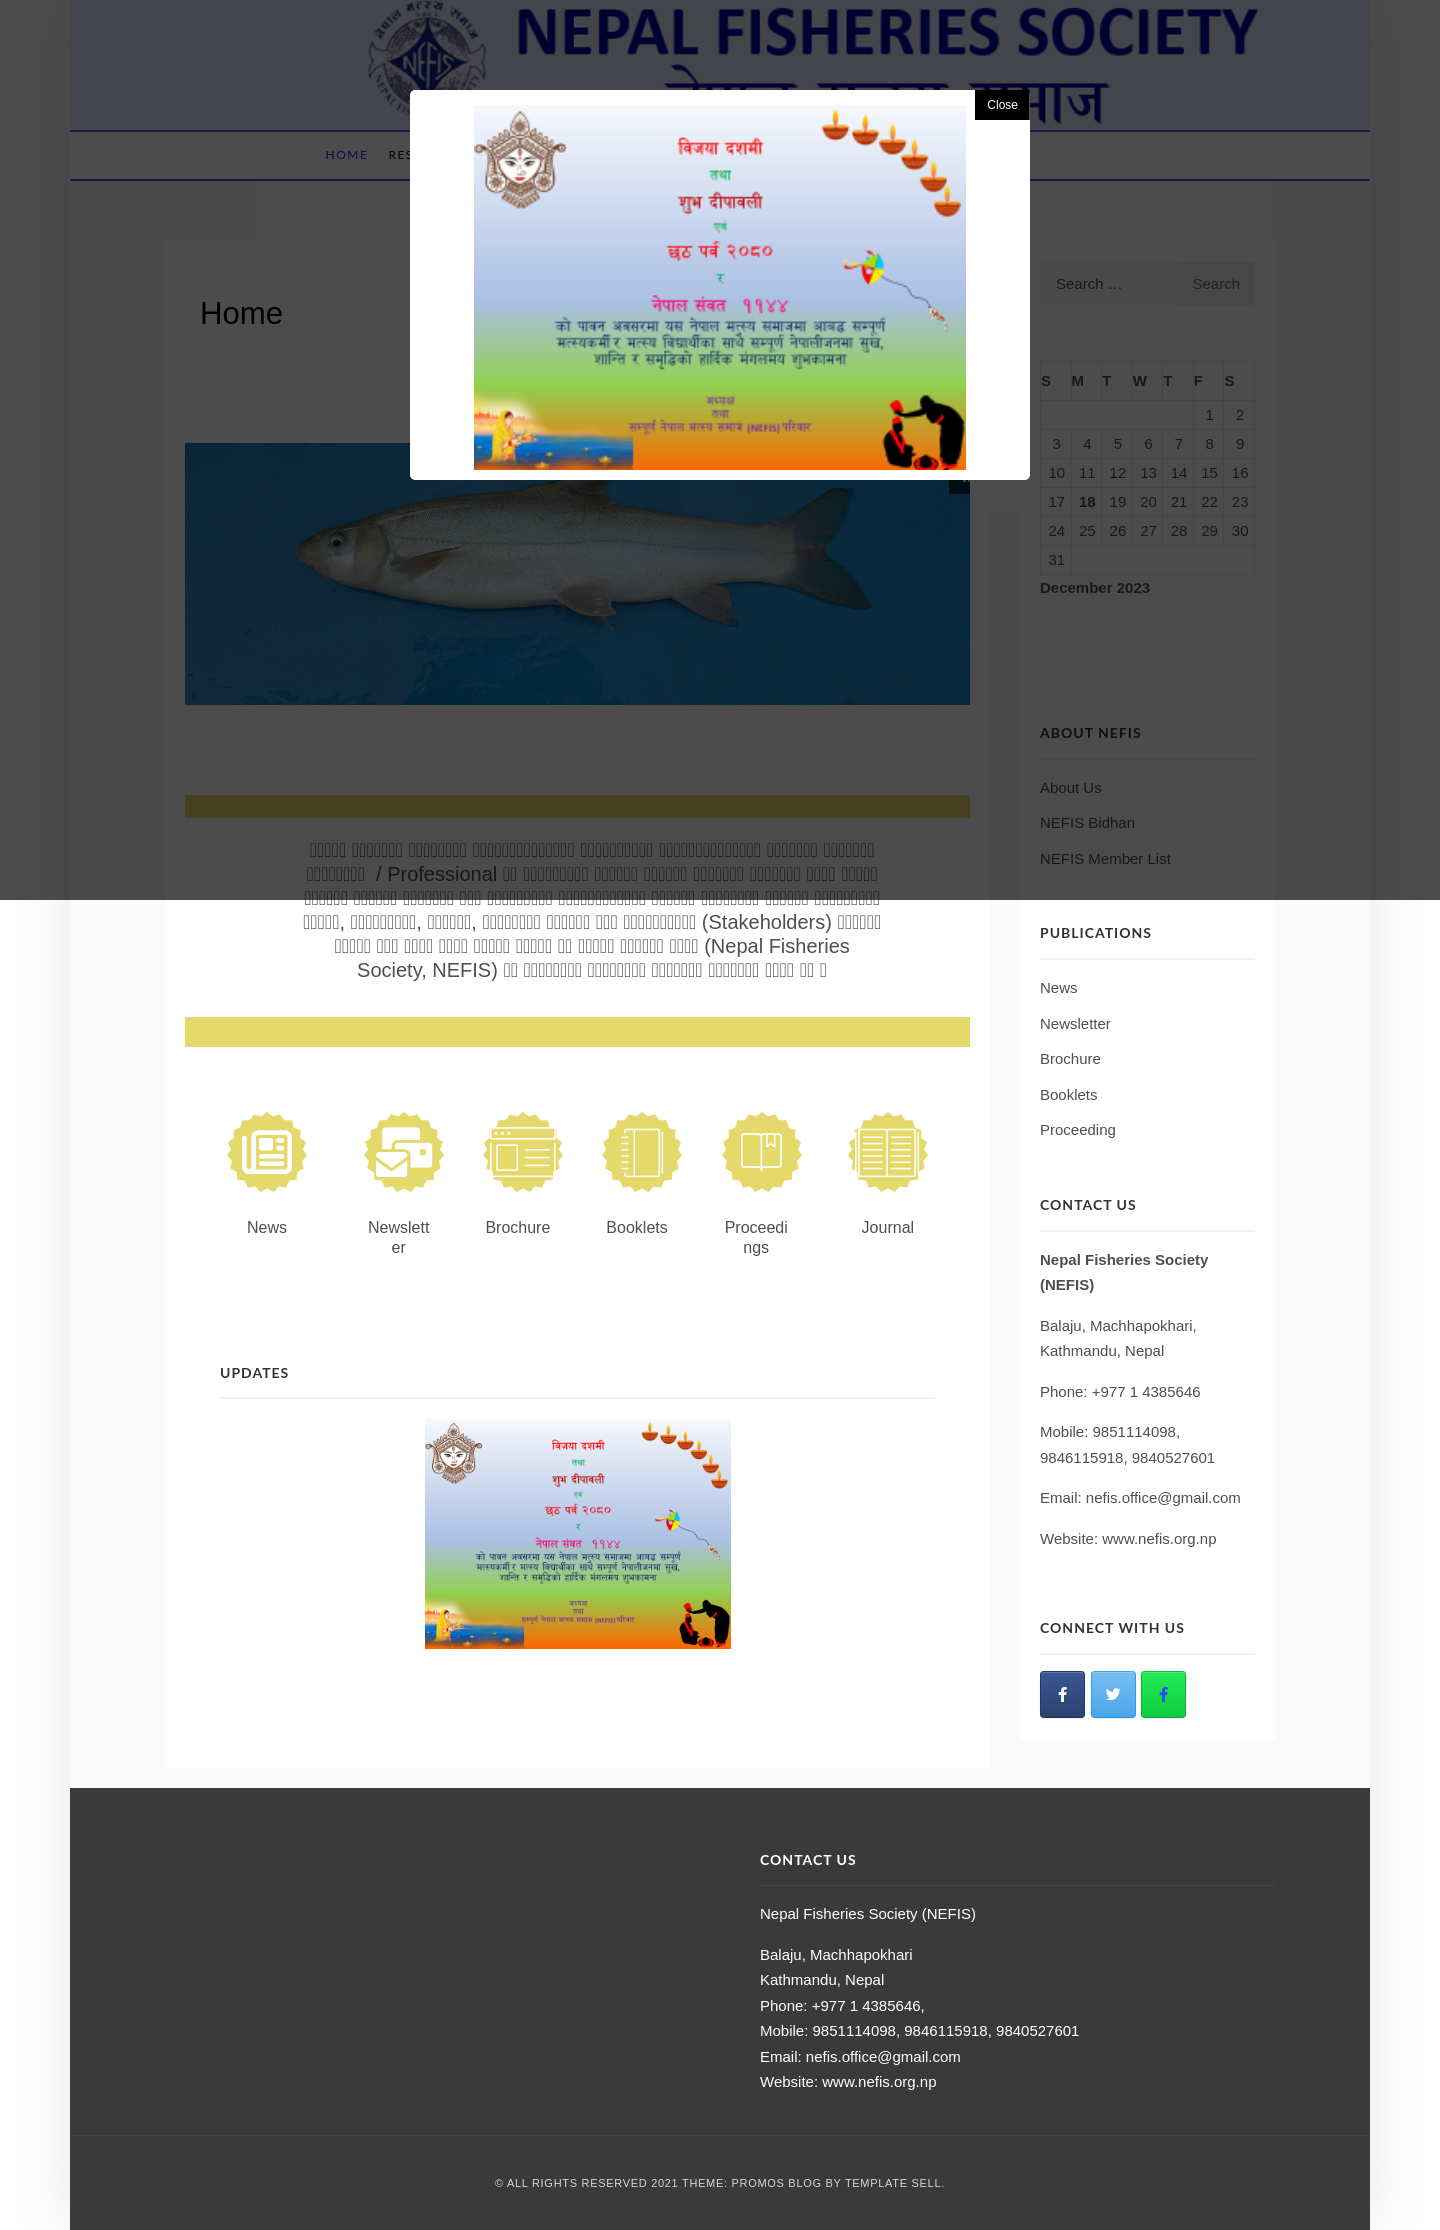 NEPAL FISHERIES SOCIETY
नेपाल मत्स्य समाज
NEFIS
Close
HOME
विजया दशमी
तथा
शुभ दीपावली
एवं
छठ पर्व २०८०
र
नेपाल संवत ११४४
को पावन अवसरमा यस नेपाल मत्स्य समाजमा आवद्ध सम्पूर्ण
मत्स्यकर्मी र मत्स्य विद्यार्थीका साथै सम्पूर्ण नेपालीजनमा सुख,
शान्ति र समृद्धिको हार्दिक मंगलमय शुभकामना
अध्यक्ष
तथा
सम्पूर्ण नेपाल मत्स्य समाज (NEFIS) परिवार
Home
Search … Search
S M T W T F S
1 2
3 4 5 6 7 8 9
10 11 12 13 14 15 16
17 18 19 20 21 22 23
24 25 26 27 28 29 30
31
December 2023
ABOUT NEFIS
About Us
NEFIS Bidhan
NEFIS Member List
/ Professional
(Stakeholders)
(Nepal Fisheries
Society, NEFIS)
PUBLICATIONS
News
Newsletter
Brochure
Booklets
Proceeding
News
Newslett
er
Brochure
Booklets
Proceedi
ngs
Journal
CONTACT US
Nepal Fisheries Society
(NEFIS)
Balaju, Machhapokhari,
Kathmandu, Nepal
Phone: +977 1 4385646
Mobile: 9851114098,
9846115918, 9840527601
Email: nefis.office@gmail.com
Website: www.nefis.org.np
UPDATES
विजया दशमी
तथा
शुभ दीपावली
एवं
छठ पर्व २०८०
र
नेपाल संवत ११४४
को पावन अवसरमा यस नेपाल मत्स्य समाजमा आवद्ध सम्पूर्ण
मत्स्यकर्मी र मत्स्य विद्यार्थीका साथै सम्पूर्ण नेपालीजनमा सुख,
शान्ति र समृद्धिको हार्दिक मंगलमय शुभकामना
अध्यक्ष
तथा
सम्पूर्ण नेपाल मत्स्य समाज (NEFIS) परिवार
CONNECT WITH US
CONTACT US
Nepal Fisheries Society (NEFIS)
Balaju, Machhapokhari
Kathmandu, Nepal
Phone: +977 1 4385646,
Mobile: 9851114098, 9846115918, 9840527601
Email: nefis.office@gmail.com
Website: www.nefis.org.np
© ALL RIGHTS RESERVED 2021 THEME: PROMOS BLOG BY TEMPLATE SELL.